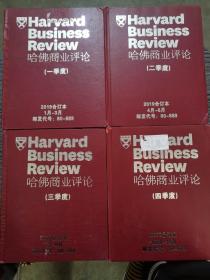 Harvard
Business
Review
哈佛商业评论
(一季度)
2019合订本
1月-3月
邮发代号:80-688
Harvard
Business
Review
哈佛商业评论
(二季度)
2019合订本
4月-6月
邮发代号:80-688
Harvard
Business
Review
哈佛商业评论
(三季度)
Harvard
Business
Review
哈佛商业评论
(四季度)